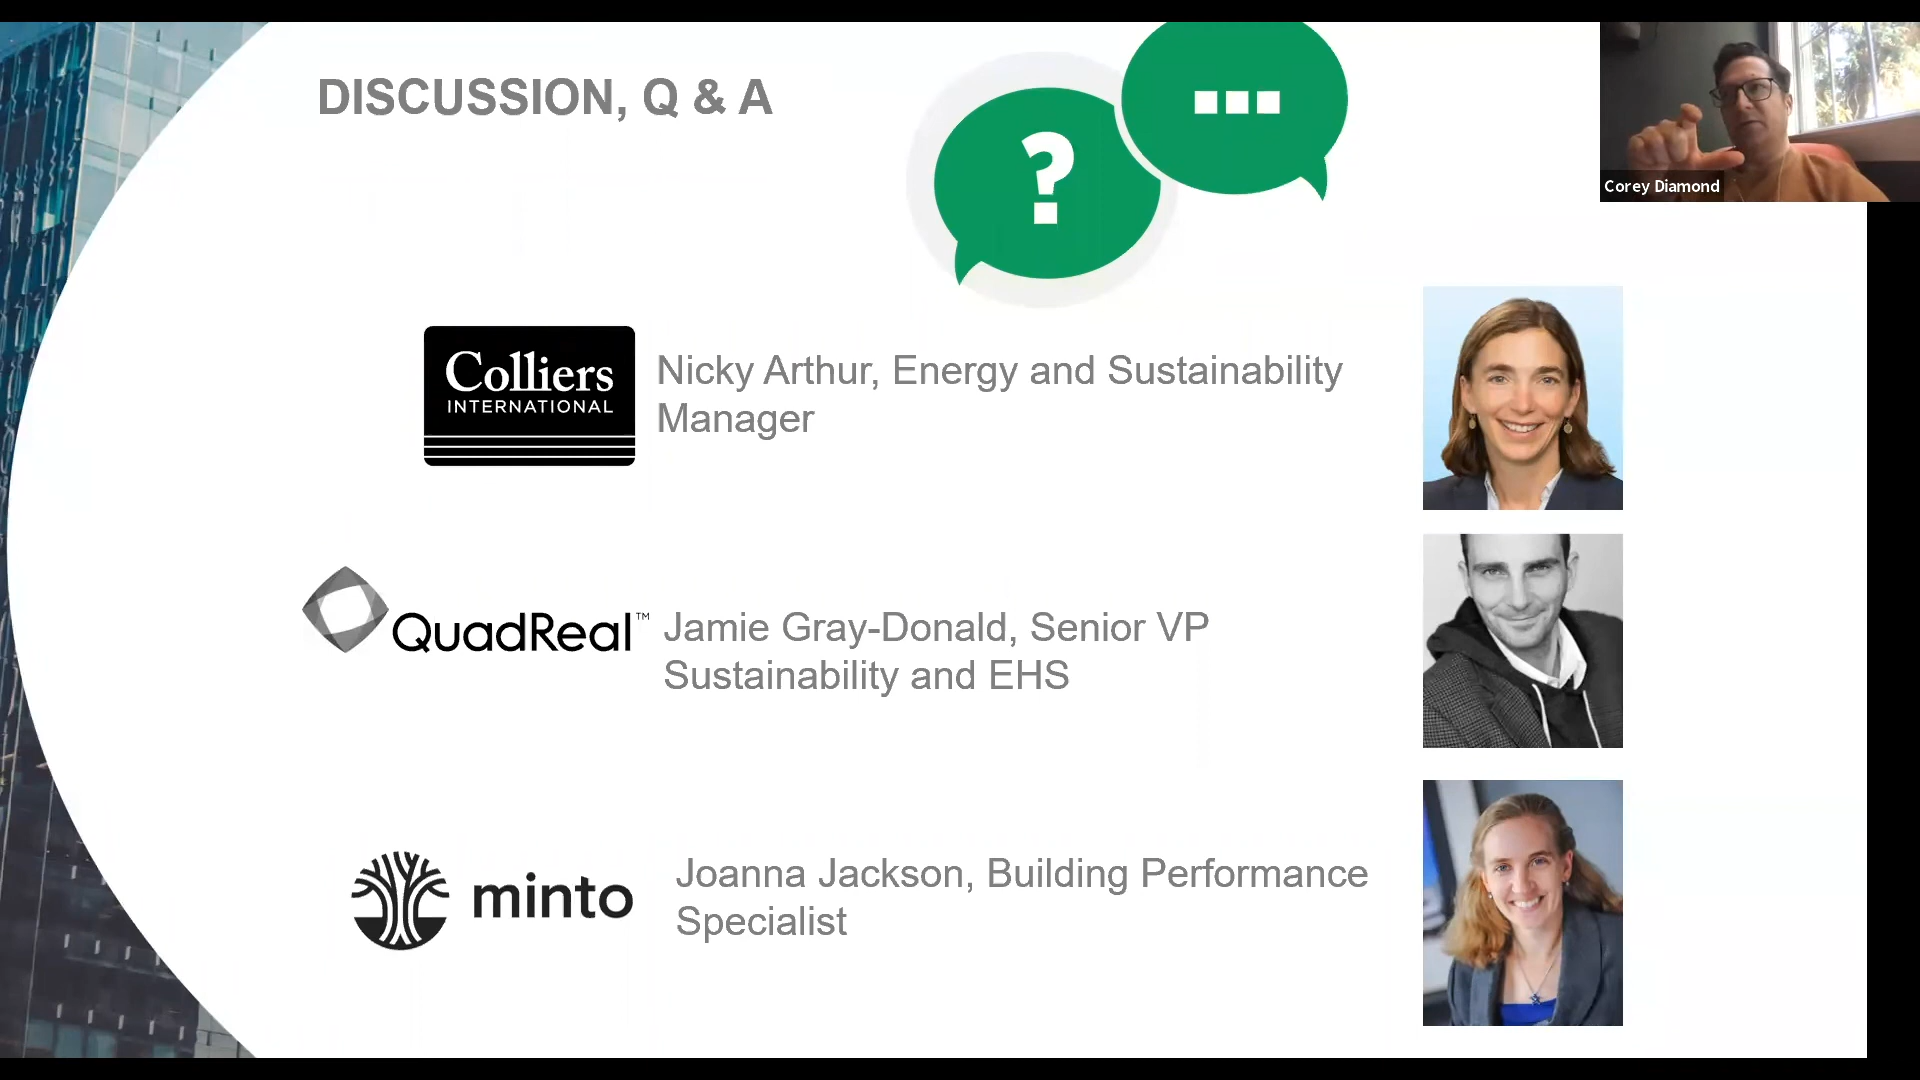 DISCUSSION, Q & A
?
...
Corey Diamond
Colliers
INTERNATIONAL
Nicky Arthur, Energy and Sustainability
Manager
QuadReal™
Jamie Gray-Donald, Senior VP
Sustainability and EHS
minto
Joanna Jackson, Building Performance
Specialist